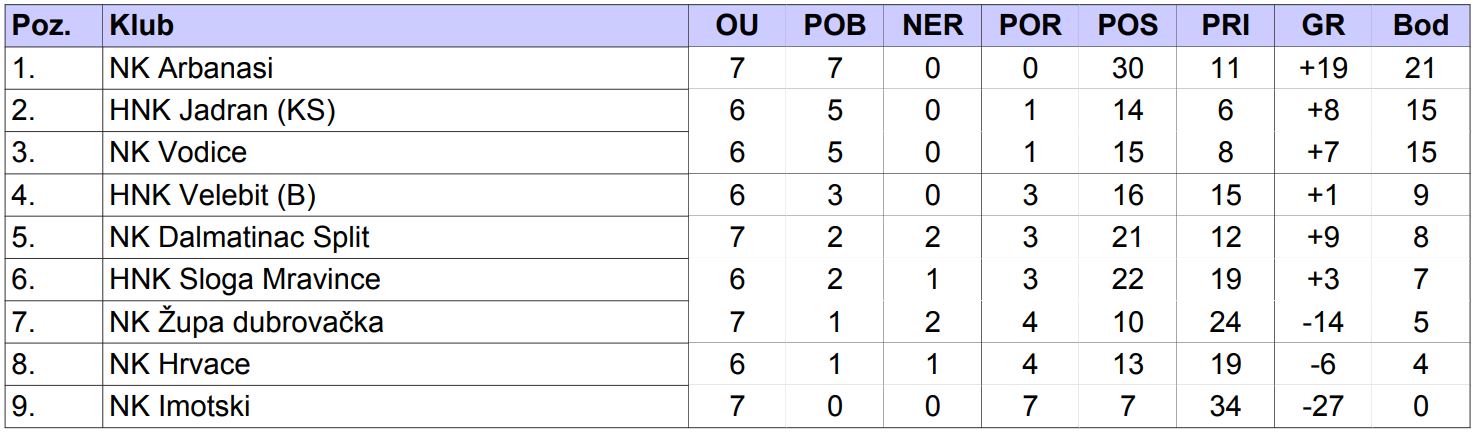 Poz. Klub OU POB NER POR POS PRI GR Bod
1. NK Arbanasi 7 7 0 0 30 11 +19 21
2. HNK Jadran (KS) 6 5 0 1 14 6 +8 15
3. NK Vodice 6 5 0 1 15 8 +7 15
4. HNK Velebit (B) 6 3 0 3 16 15 +1 9
5. NK Dalmatinac Split 7 2 2 3 21 12 +9 8
6. HNK Sloga Mravince 6 2 1 3 22 19 +3 7
7. NK Župa dubrovačka 7 1 2 4 10 24 -14 5
8. NK Hrvace 6 1 1 4 13 19 -6 4
9. NK Imotski 7 0 0 7 7 34 -27 0